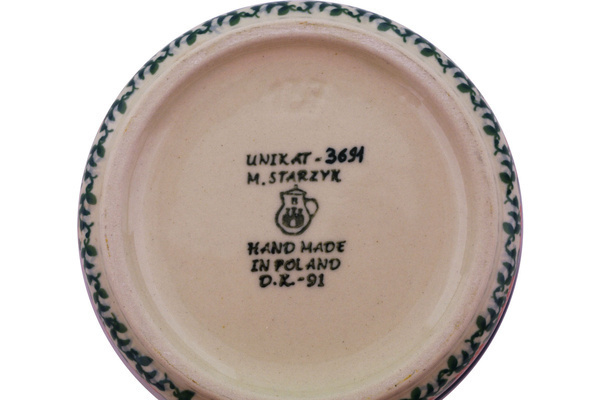 UNIKAT - 3691
M. STARZYK
HAND MADE
IN POLAND
D.K.-91